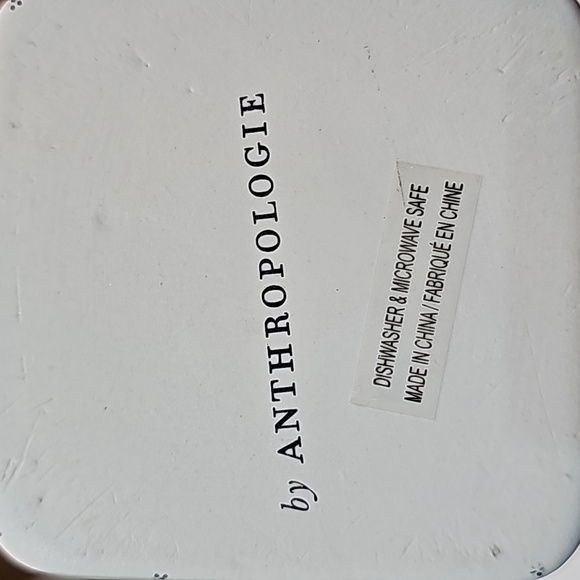 by ANTHROPOLOGIE
DISHWASHER & MICROWAVE SAFE
MADE IN CHINA / FABRIQUÉ EN CHINE